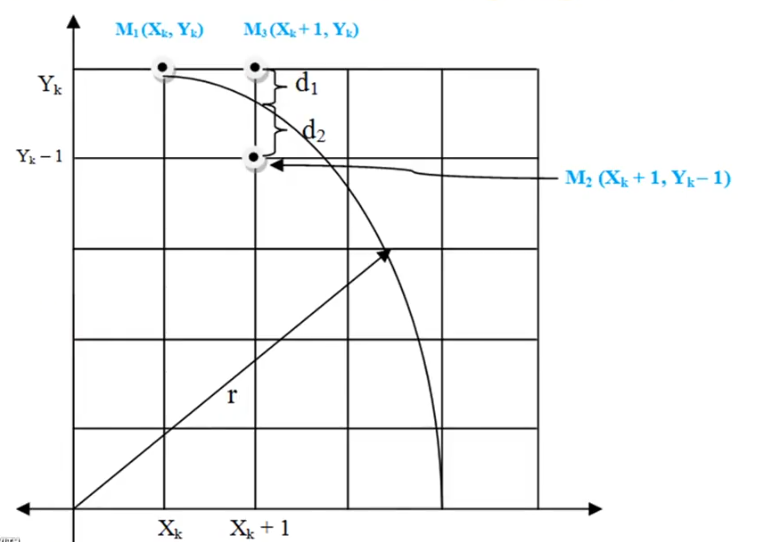 M₁(Xₖ, Yₖ)
M₃(Xₖ+1, Yₖ)
Yₖ
d₁
d₂
Yₖ – 1
M₂ (Xₖ + 1, Yₖ – 1)
r
Xₖ
Xₖ + 1